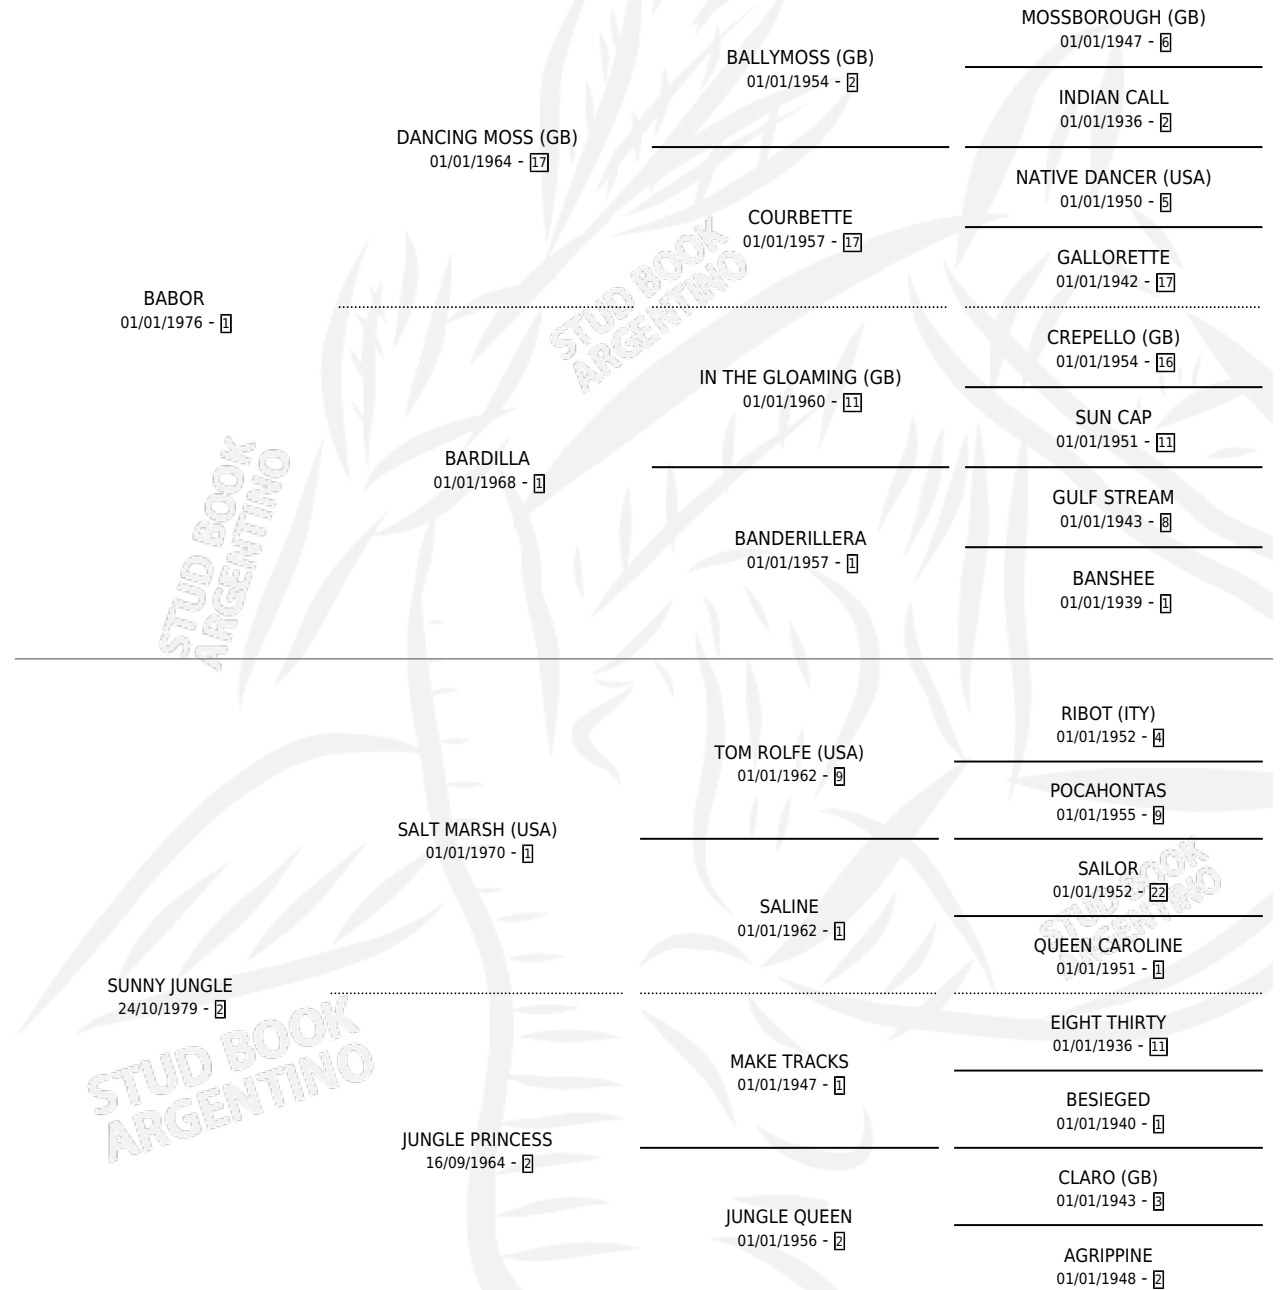 MOSSBOROUGH (GB)
01/01/1947 - 6
BALLYMOSS (GB)
01/01/1954 - 2
INDIAN CALL
01/01/1936 - 2
DANCING MOSS (GB)
01/01/1964 - 17
NATIVE DANCER (USA)
01/01/1950 - 5
COURBETTE
01/01/1957 - 17
GALLORETTE
01/01/1942 - 17
BABOR
01/01/1976 - 1
CREPELLO (GB)
01/01/1954 - 16
IN THE GLOAMING (GB)
01/01/1960 - 11
SUN CAP
01/01/1951 - 11
BARDILLA
01/01/1968 - 1
GULF STREAM
01/01/1943 - 8
BANDERILLERA
01/01/1957 - 1
BANSHEE
01/01/1939 - 1
STUD BOOK
ARGENTINO
STUD BOOK
ARGENTINO
RIBOT (ITY)
01/01/1952 - 4
TOM ROLFE (USA)
01/01/1962 - 9
POCAHONTAS
01/01/1955 - 9
SALT MARSH (USA)
01/01/1970 - 1
SAILOR
01/01/1952 - 22
SALINE
01/01/1962 - 1
QUEEN CAROLINE
01/01/1951 - 1
SUNNY JUNGLE
24/10/1979 - 2
EIGHT THIRTY
01/01/1936 - 11
MAKE TRACKS
01/01/1947 - 1
BESIEGED
01/01/1940 - 1
JUNGLE PRINCESS
16/09/1964 - 2
CLARO (GB)
01/01/1943 - 3
JUNGLE QUEEN
01/01/1956 - 2
AGRIPPINE
01/01/1948 - 2
STUD BOOK
ARGENTINO
STUD BOOK
ARGENTINO